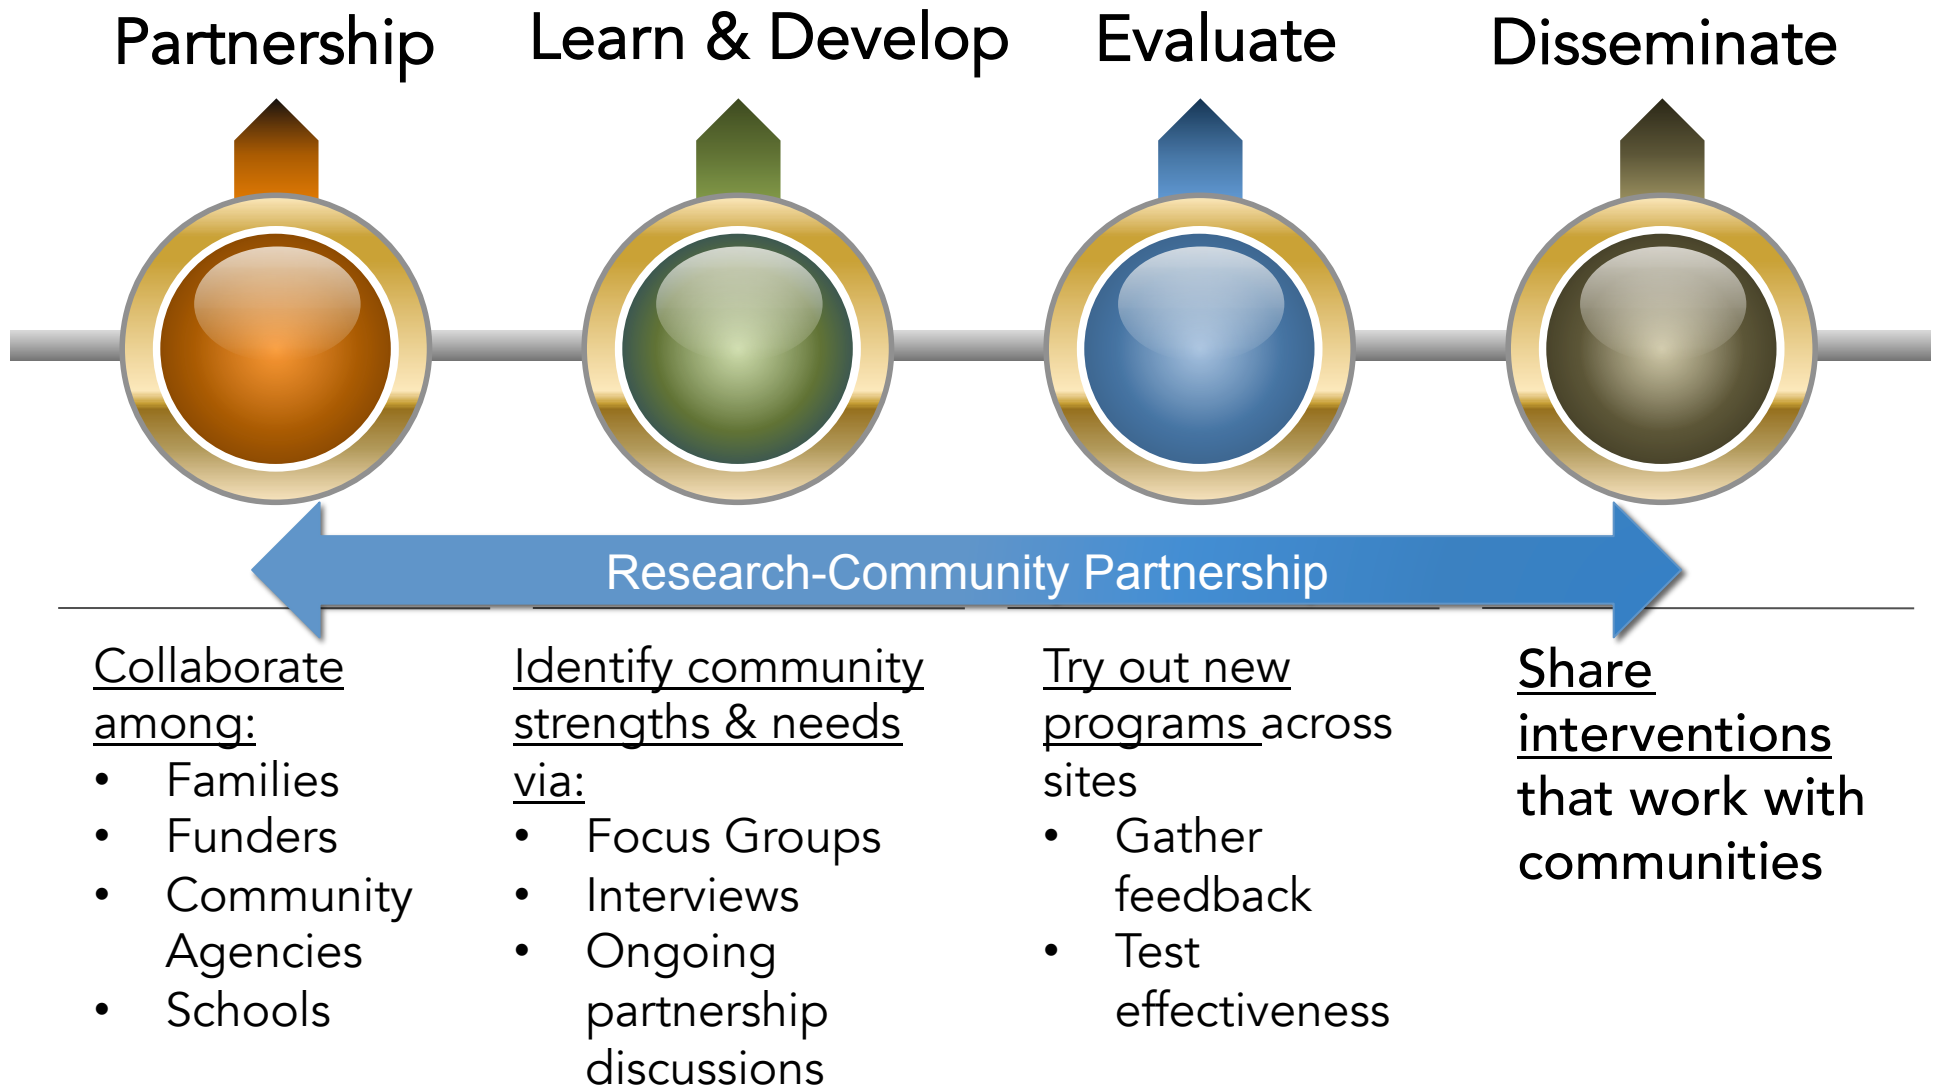 Partnership
Learn & Develop
Evaluate
Disseminate
Research-Community Partnership
Collaborate
among:
• Families
• Funders
• Community
Agencies
• Schools
Identify community
strengths & needs
via:
• Focus Groups
• Interviews
• Ongoing
partnership
discussions
Try out new
programs across
sites
• Gather
feedback
• Test
effectiveness
Share
interventions
that work with
communities